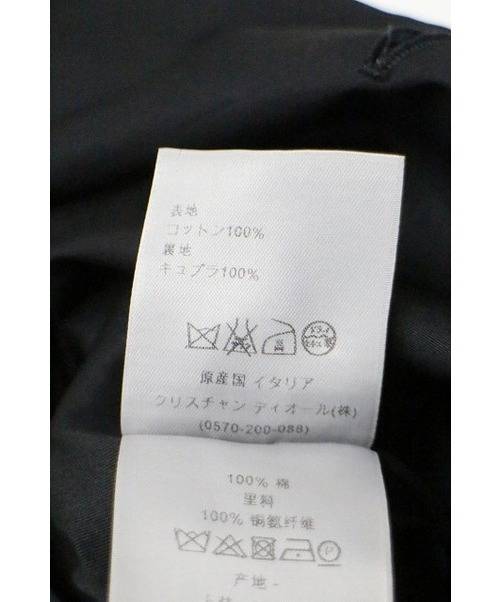 表地
コットン100%
裏地
キュプラ100%
原産国 イタリア
クリスチャン ディオール(株)
(0570-200-088)
100% 棉
里料
100% 铜氨纤维
产地 -